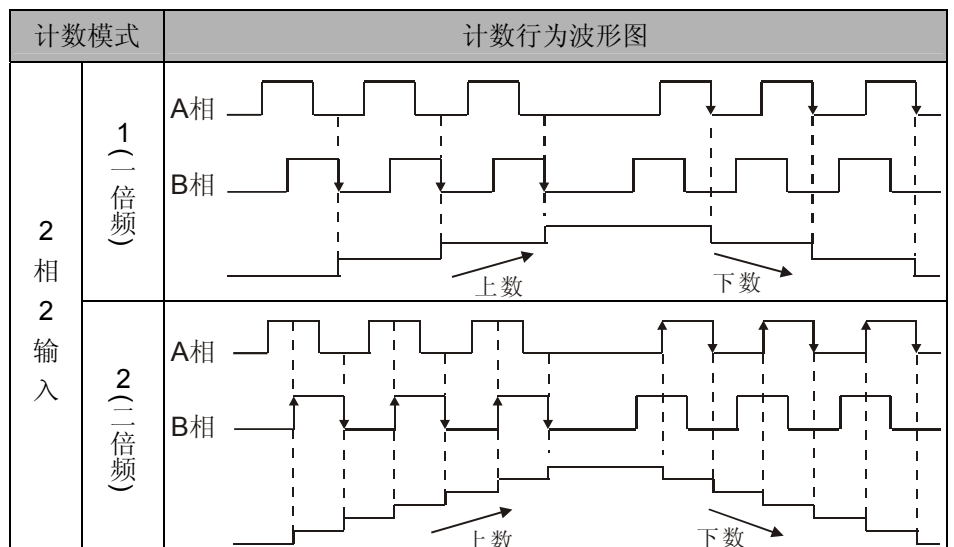 计数模式
计数行为波形图
2相2输入
1(一倍频)
A相
B相
上数
下数
2(二倍频)
A相
B相
上数
下数